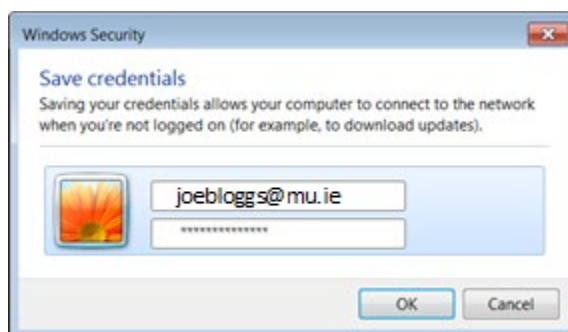 Windows Security
Save credentials
Saving your credentials allows your computer to connect to the network
when you're not logged on (for example, to download updates).
joebloggs@mu.ie
**************
OK
Cancel